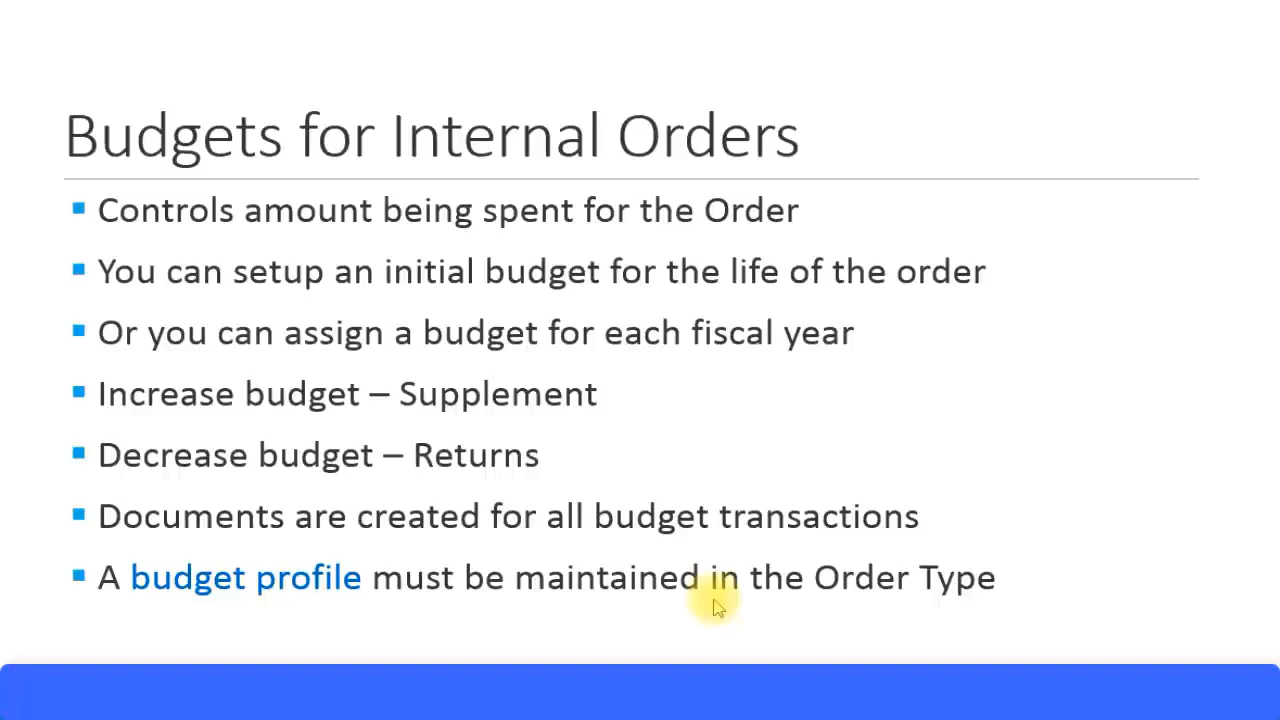 Budgets for Internal Orders
Controls amount being spent for the Order
You can setup an initial budget for the life of the order
Or you can assign a budget for each fiscal year
Increase budget – Supplement
Decrease budget – Returns
Documents are created for all budget transactions
A budget profile must be maintained in the Order Type